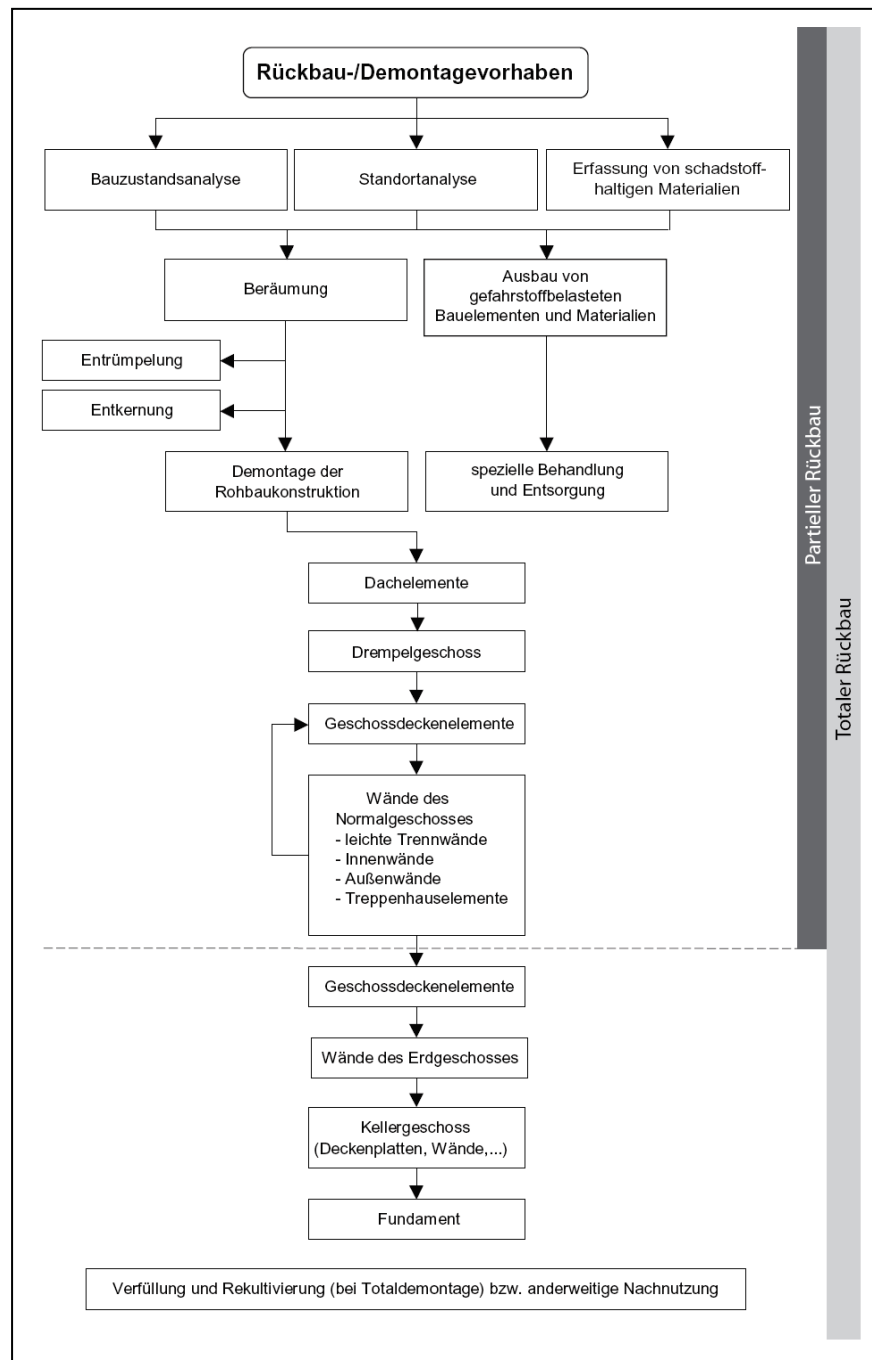 Rückbau-/Demontagevorhaben
Bauzustandsanalyse
Standortanalyse
Erfassung von schadstoff-
haltigen Materialien
Beräumung
Ausbau von
gefahrstoffbelasteten
Bauelementen und Materialien
Entrümpelung
Entkernung
Demontage der
Rohbaukonstruktion
spezielle Behandlung
und Entsorgung
Dachelemente
Drempelgeschoss
Geschossdeckenelemente
Wände des
Normalgeschosses
- leichte Trennwände
- Innenwände
- Außenwände
- Treppenhauselemente
Geschossdeckenelemente
Wände des Erdgeschosses
Kellergeschoss
(Deckenplatten, Wände,...)
Fundament
Verfüllung und Rekultivierung (bei Totaldemontage) bzw. anderweitige Nachnutzung
Partieller Rückbau
Totaler Rückbau